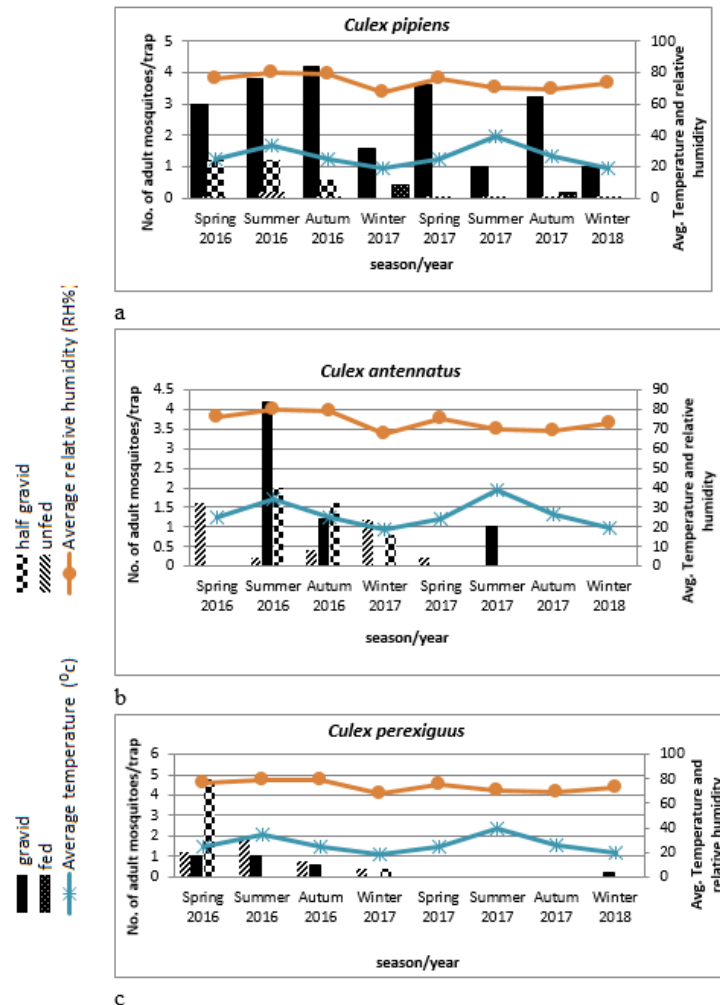 Culex pipiens
No. of adult mosquitoes/trap
5
4
3
2
1
0
100
80
60
40
20
0
Avg. Temperature and relative
humidity
Spring Summer Autum Winter Spring Summer Autum Winter
2016 2016 2016 2017 2017 2017 2017 2018
season/year
a
Culex antennatus
No. of adult mosquitoes/trap
4.5
4
3.5
3
2.5
2
1.5
1
0.5
0
90
80
70
60
50
40
30
20
10
0
Avg. Temperature and relative
humidity
Spring Summer Autum Winter Spring Summer Autum Winter
2016 2016 2016 2017 2017 2017 2017 2018
season/year
b
Culex perexiguus
No. of adult mosquitoes/trap
6
5
4
3
2
1
0
100
80
60
40
20
0
Avg. Temperature and
relative humidity
Spring Summer Autum Winter Spring Summer Autum Winter
2016 2016 2016 2017 2017 2017 2017 2018
season/year
c
half gravid
unfed
Average relative humidity (RH%)
gravid
fed
Average temperature (⁰c)